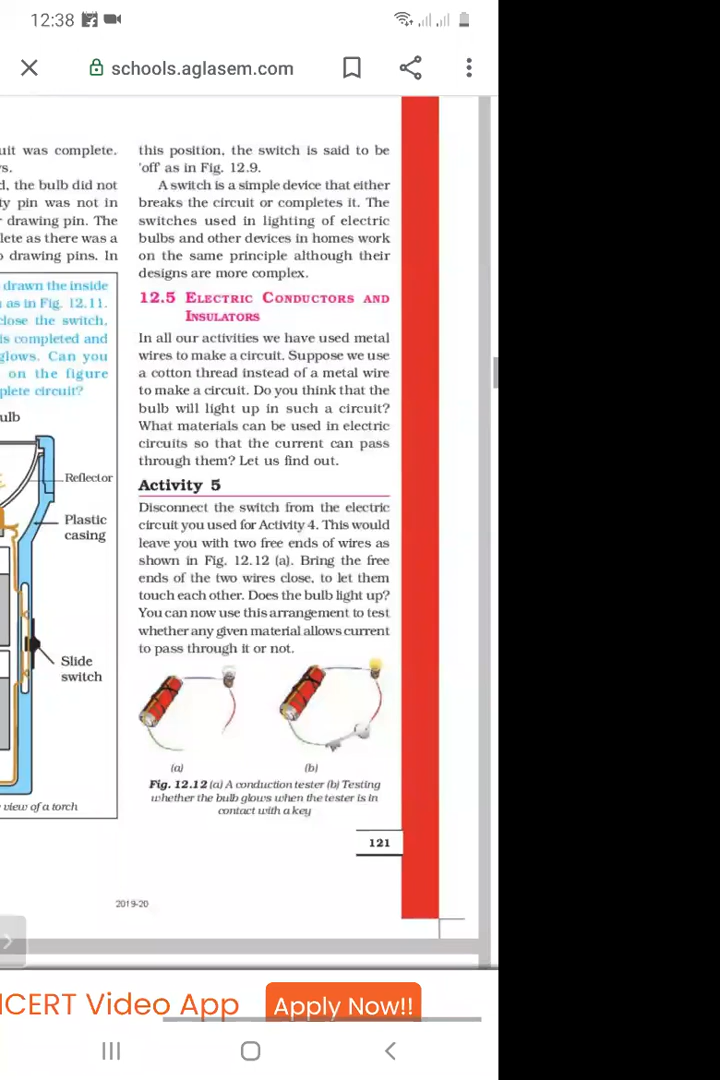 12:38
schools.aglasem.com
uit was complete.
d, the bulb did not
ty pin was not in
drawing pin. The
lete as there was a
drawing pins. In
drawn the inside
as in Fig. 12.11.
close the switch,
is completed and
glows. Can you
on the figure
plete circuit?
ulb
Reflector
Plastic
casing
Slide
switch
view of a torch
this position, the switch is said to be
'off' as in Fig. 12.9.
A switch is a simple device that either
breaks the circuit or completes it. The
switches used in lighting of electric
bulbs and other devices in homes work
on the same principle although their
designs are more complex.
12.5 ELECTRIC CONDUCTORS AND
INSULATORS
In all our activities we have used metal
wires to make a circuit. Suppose we use
a cotton thread instead of a metal wire
to make a circuit. Do you think that the
bulb will light up in such a circuit?
What materials can be used in electric
circuits so that the current can pass
through them? Let us find out.
Activity 5
Disconnect the switch from the electric
circuit you used for Activity 4. This would
leave you with two free ends of wires as
shown in Fig. 12.12 (a). Bring the free
ends of the two wires close, to let them
touch each other. Does the bulb light up?
You can now use this arrangement to test
whether any given material allows current
to pass through it or not.
(a) (b)
Fig. 12.12 (a) A conduction tester (b) Testing
whether the bulb glows when the tester is in
contact with a key
121
2019-20
NCERT Video App
Apply Now!!